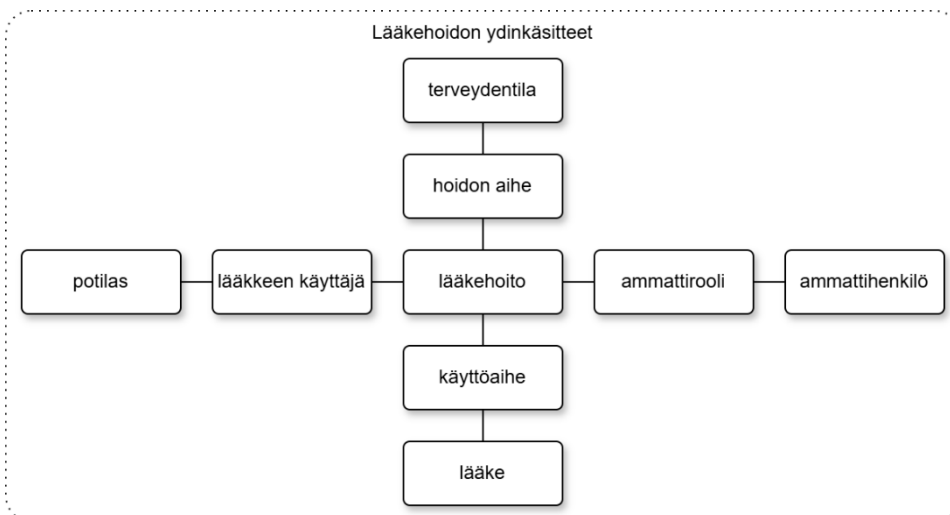 Lääkehoidon ydinkäsitteet
terveydentila
hoidon aihe
potilas
lääkkeen käyttäjä
lääkehoito
ammattirooli
ammattihenkilö
käyttöaihe
lääke